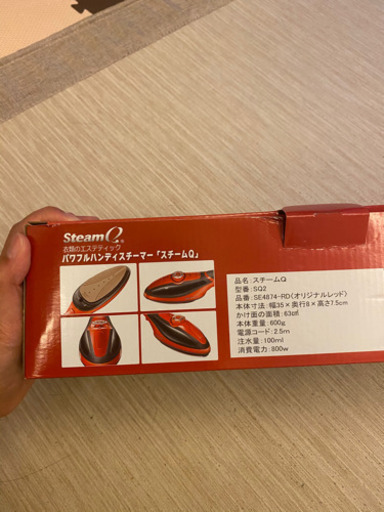 Steam Q®
衣類のエステティック
パワフルハンディスチーマー「スチームQ」
品名:スチームQ
型番:SQ2
品番:SE4874-RD(オリジナルレッド)
本体寸法:幅35×奥行8×高さ7.5cm
かけ面の面積:63㎠
本体重量:600g
電源コード:2.5m
注水量:100ml
消費電力:800w